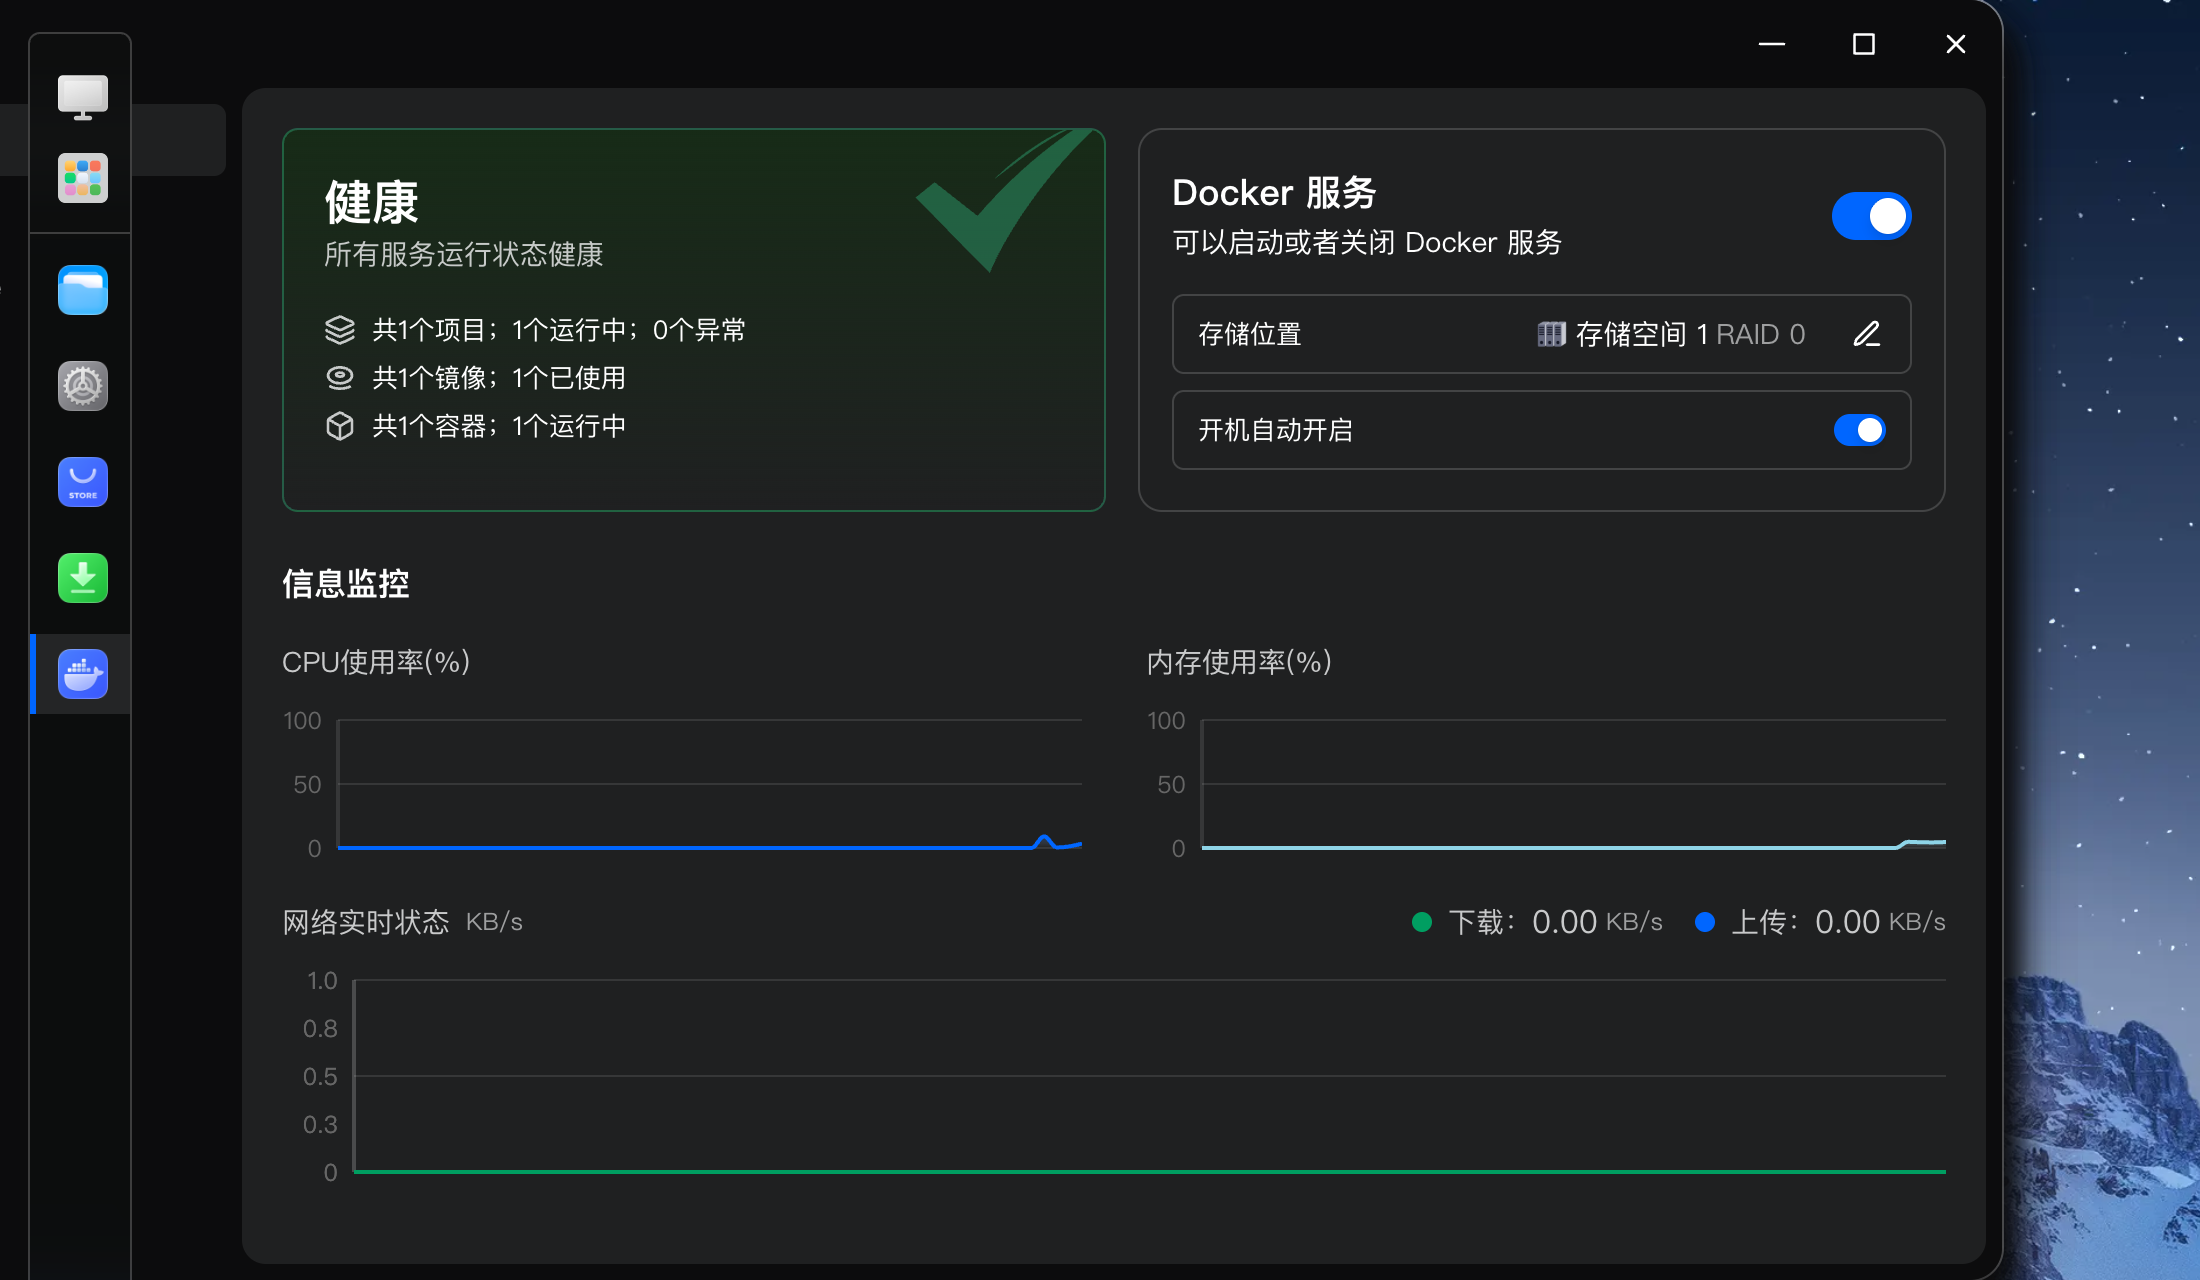 STORE
健康
所有服务运行状态健康
共1个项目；1个运行中；0个异常
共1个镜像；1个已使用
共1个容器；1个运行中
Docker 服务
可以启动或者关闭 Docker 服务
存储位置 存储空间 1 RAID 0
开机自动开启
信息监控
CPU使用率(%)
100
50
0
内存使用率(%)
100
50
0
网络实时状态 KB/s
下载： 0.00 KB/s 上传： 0.00 KB/s
1.0
0.8
0.5
0.3
0